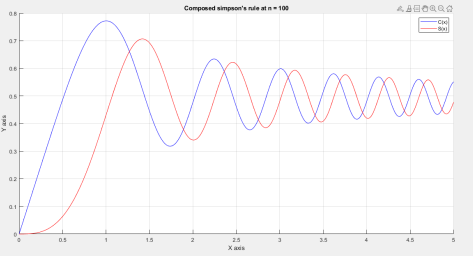 Composed simpson's rule at n = 100
C(x)
S(x)
Y axis
0.8
0.7
0.6
0.5
0.4
0.3
0.2
0.1
0
0 0.5 1 1.5 2 2.5 3 3.5 4 4.5 5
X axis